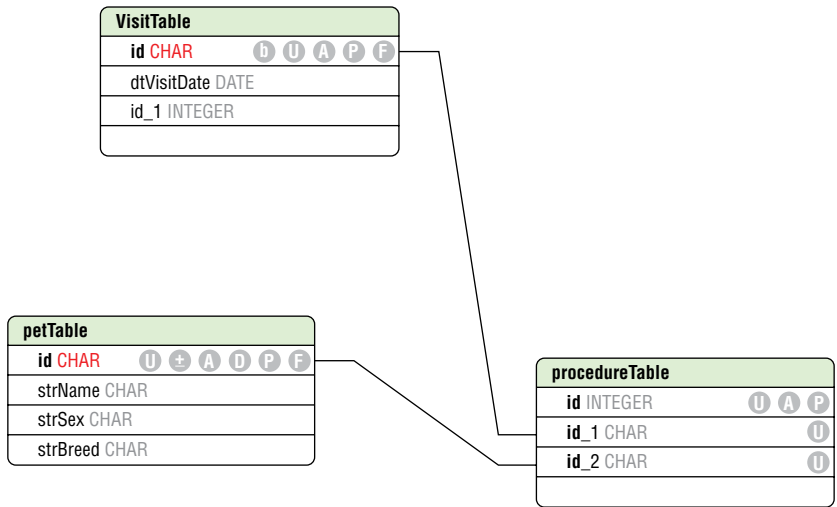 VisitTable
id CHAR b U A P F
dtVisitDate DATE
id_1 INTEGER
petTable
id CHAR U ± A D P F
strName CHAR
strSex CHAR
strBreed CHAR
procedureTable
id INTEGER U A P
id_1 CHAR U
id_2 CHAR U